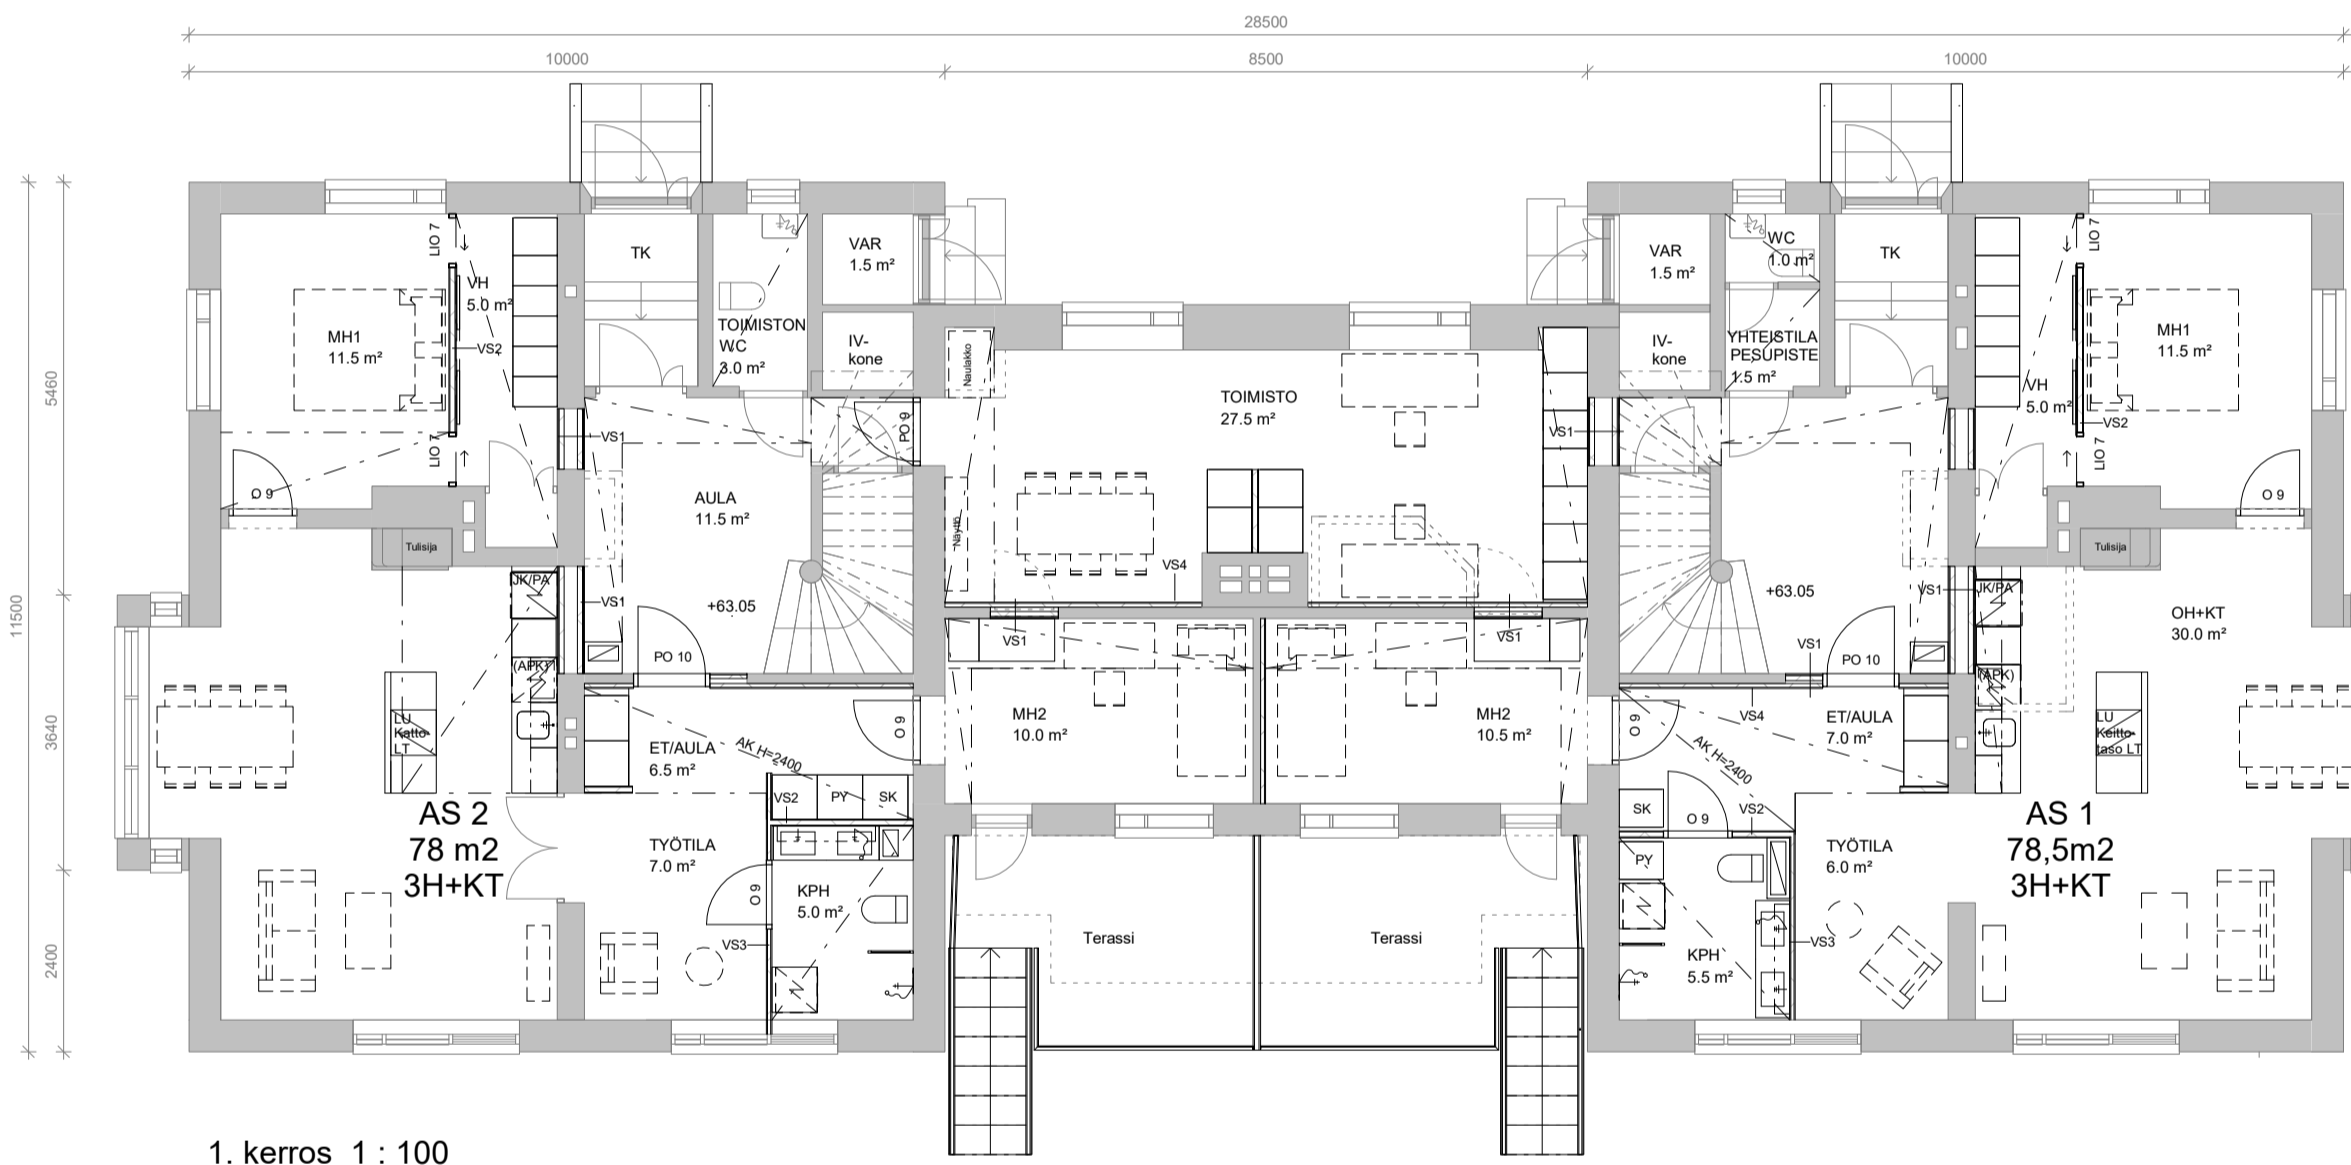 28500
10000
8500
10000
11500
5460
3640
2400
MH1
11.5 m²
LIO 7
VH
5.0 m²
VS2
LIO 7
O 9
TK
TOIMISTON
WC
3.0 m²
VAR
1.5 m²
IV-
kone
PO 9
VS1
AULA
11.5 m²
VS1
+63.05
PO 10
Tulisija
JK/PA
(APK)
LU
Katto-
LT
AS 2
78 m2
3H+KT
ET/AULA
6.5 m²
AK H=2400
O 9
VS2
PY
SK
TYÖTILA
7.0 m²
O 9
VS3
KPH
5.0 m²
Naulakko
Näyttö
TOIMISTO
27.5 m²
VS4
VS1
VS1
VS1
MH2
10.0 m²
MH2
10.5 m²
Terassi
Terassi
VAR
1.5 m²
WC
1.0 m²
TK
IV-
kone
YHTEISTILA
PESUPISTE
1.5 m²
LIO 7
MH1
11.5 m²
VH
5.0 m²
VS2
LIO 7
O 9
+63.05
VS1
VS1
PO 10
Tulisija
JK/PA
(APK)
OH+KT
30.0 m²
LU
Keitto-
taso LT
O 9
VS4
ET/AULA
7.0 m²
AK H=2400
SK
O 9
VS2
PY
TYÖTILA
6.0 m²
VS3
KPH
5.5 m²
AS 1
78,5m2
3H+KT
1. kerros 1 : 100